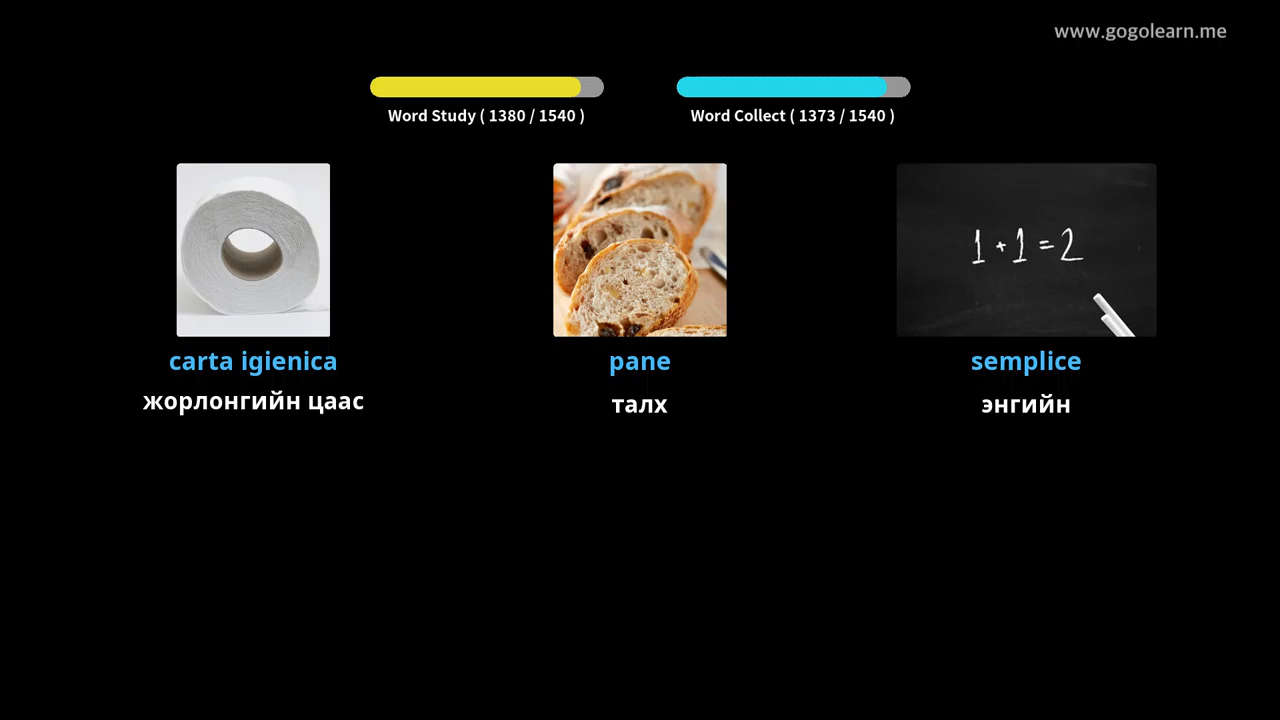 www.gogolearn.me
Word Study ( 1380 / 1540 )
Word Collect ( 1373 / 1540 )
1 + 1 = 2
carta igienica
pane
semplice
жорлонгийн цаас
талх
энгийн